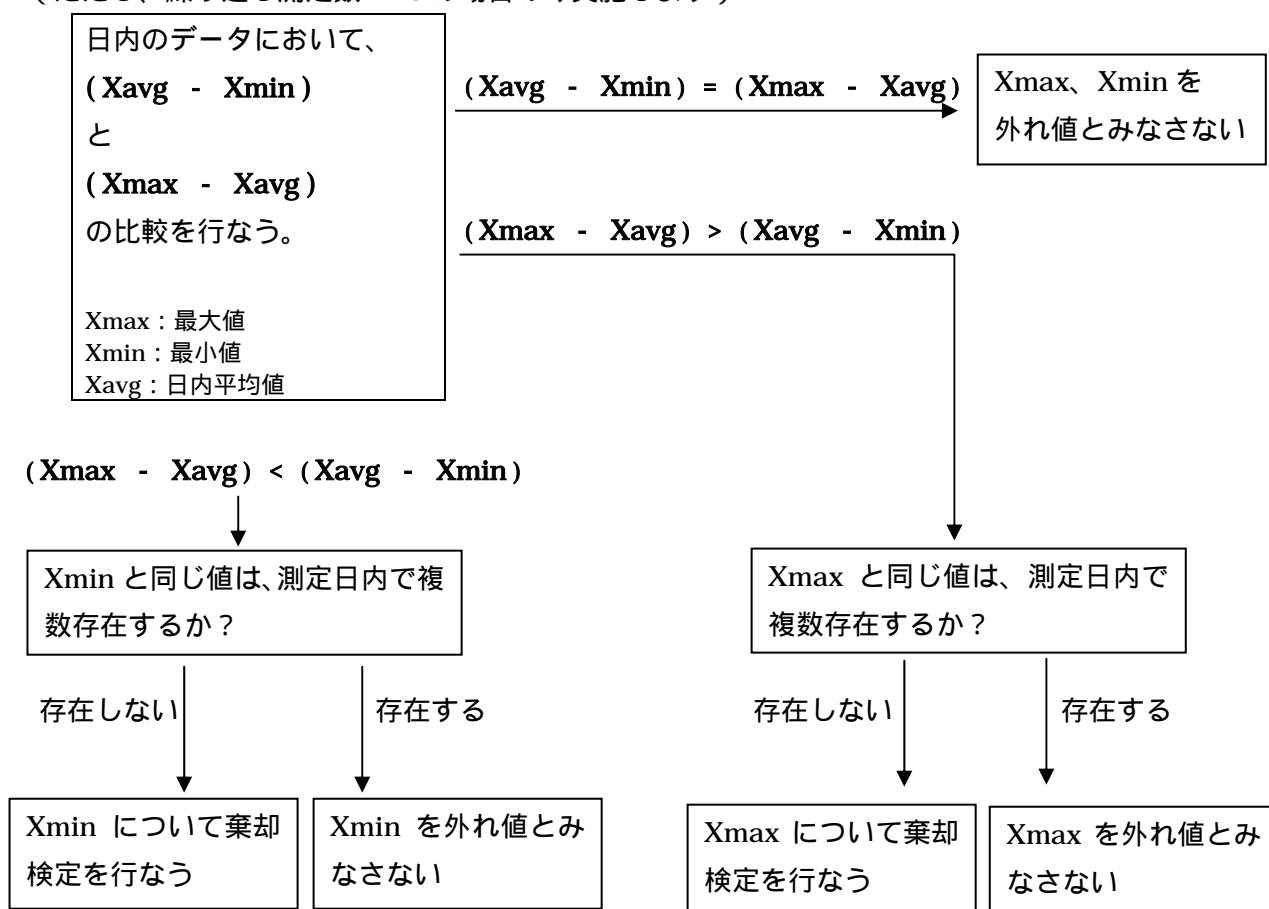 日内のデータにおいて、
(Xavg - Xmin)
と
(Xmax - Xavg)
の比較を行なう。
Xmax：最大値
Xmin：最小値
Xavg：日内平均値
(Xavg - Xmin) = (Xmax - Xavg)
Xmax、Xmin を
外れ値とみなさない
(Xmax - Xavg) > (Xavg - Xmin)
(Xmax - Xavg) < (Xavg - Xmin)
Xmin と同じ値は、測定日内で複
数存在するか？
存在しない
存在する
Xmin について棄却
検定を行なう
Xmin を外れ値とみ
なさない
Xmax と同じ値は、測定日内で
複数存在するか？
存在しない
存在する
Xmax について棄却
検定を行なう
Xmax を外れ値とみ
なさない